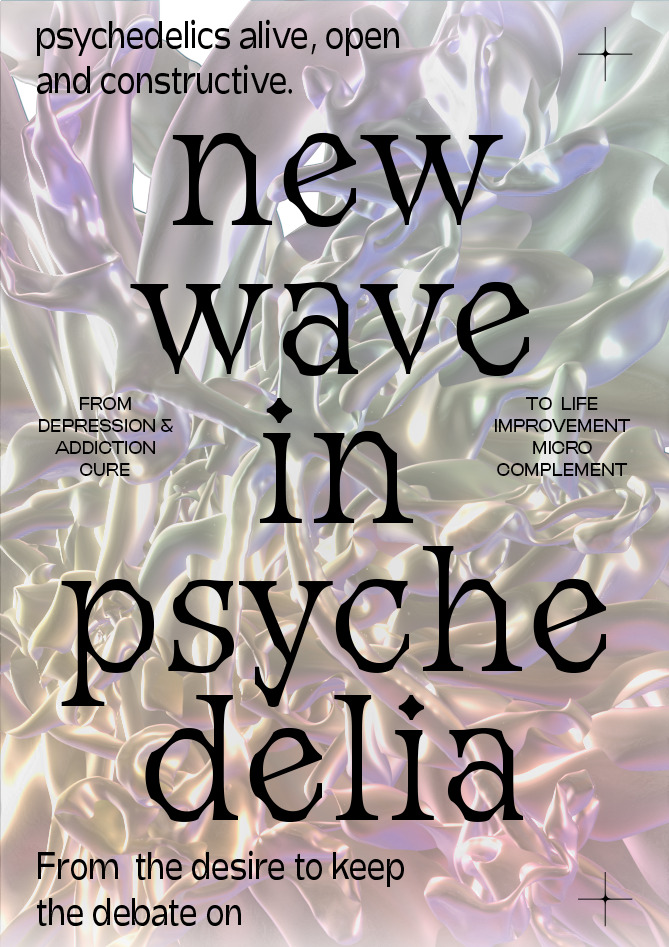 psychedelics alive, open
and constructive.
new
wave
in
psyche
delia
FROM
DEPRESSION &
ADDICTION
CURE
TO LIFE
IMPROVEMENT
MICRO
COMPLEMENT
From the desire to keep
the debate on